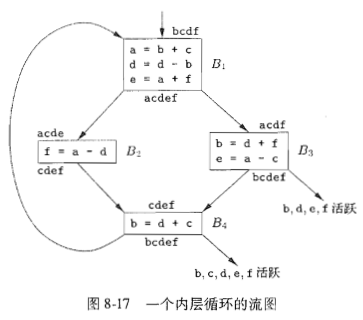 bcdf
a = b + c
d = d - b
e = a + f
B₁
acdef
acde
f = a - d
B₂
cdef
acdf
b = d + f
e = a - c
B₃
bcdef
b, d, e, f 活跃
cdef
b = d + c
B₄
bcdef
b, c, d, e, f 活跃
图 8-17 一个内层循环的流图